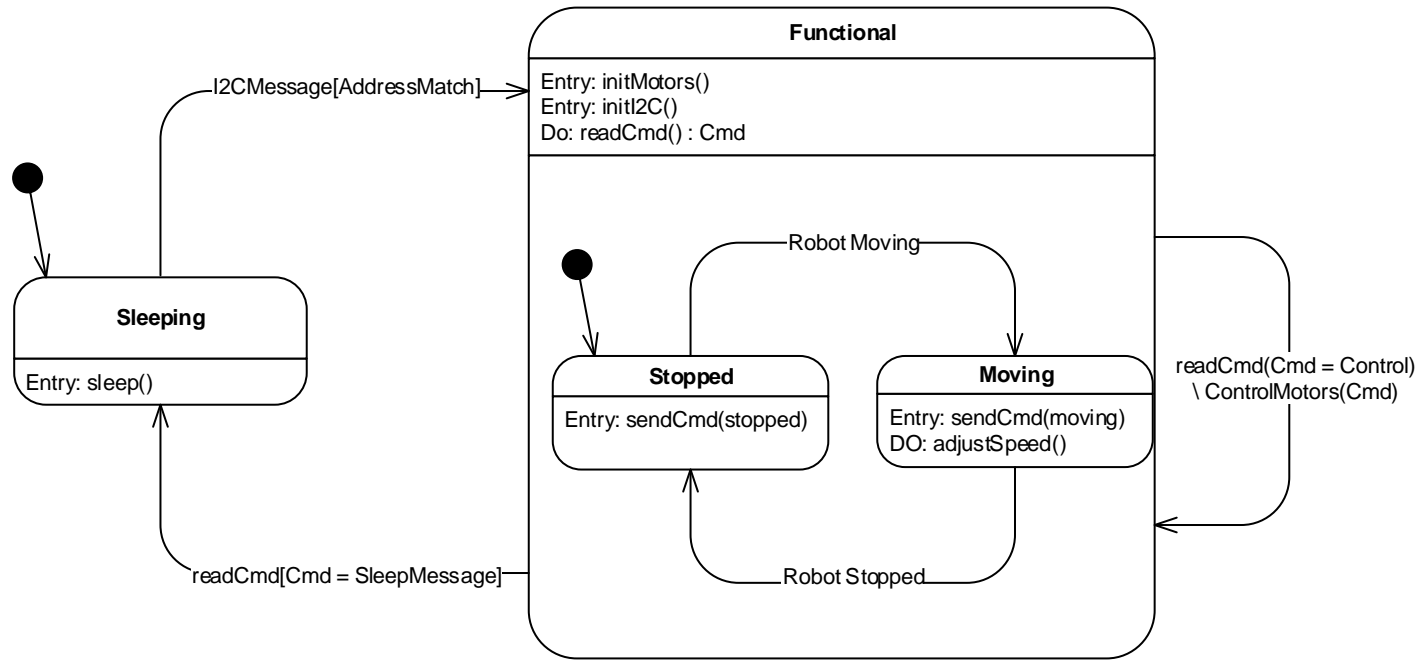 Functional
Entry: initMotors()
Entry: initI2C()
Do: readCmd() : Cmd
I2CMessage[AddressMatch]
Robot Moving
Sleeping
Entry: sleep()
Stopped
Entry: sendCmd(stopped)
Moving
Entry: sendCmd(moving)
DO: adjustSpeed()
readCmd(Cmd = Control)
\ ControlMotors(Cmd)
readCmd[Cmd = SleepMessage]
Robot Stopped